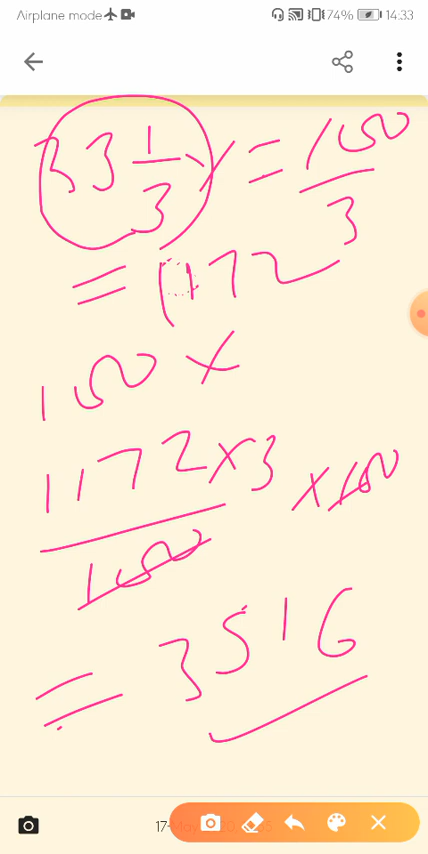 Airplane mode 74% 14:33
33 1/3 % = 100/3
= 1172
100 ×
1172 × 3 / 100 × 100
= 3516
17-